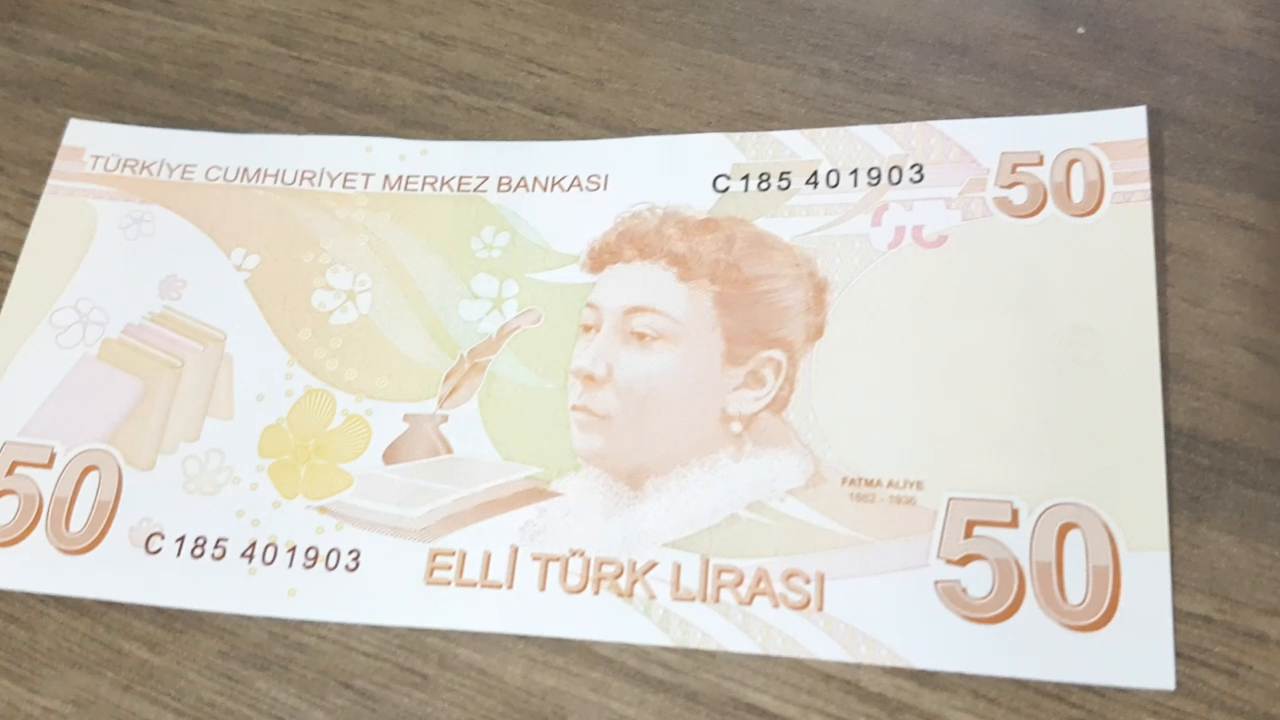 TÜRKİYE CUMHURİYET MERKEZ BANKASI
C185 401903
50
FATMA ALİYE
1862 - 1936
50
C185 401903
ELLİ TÜRK LİRASI
50